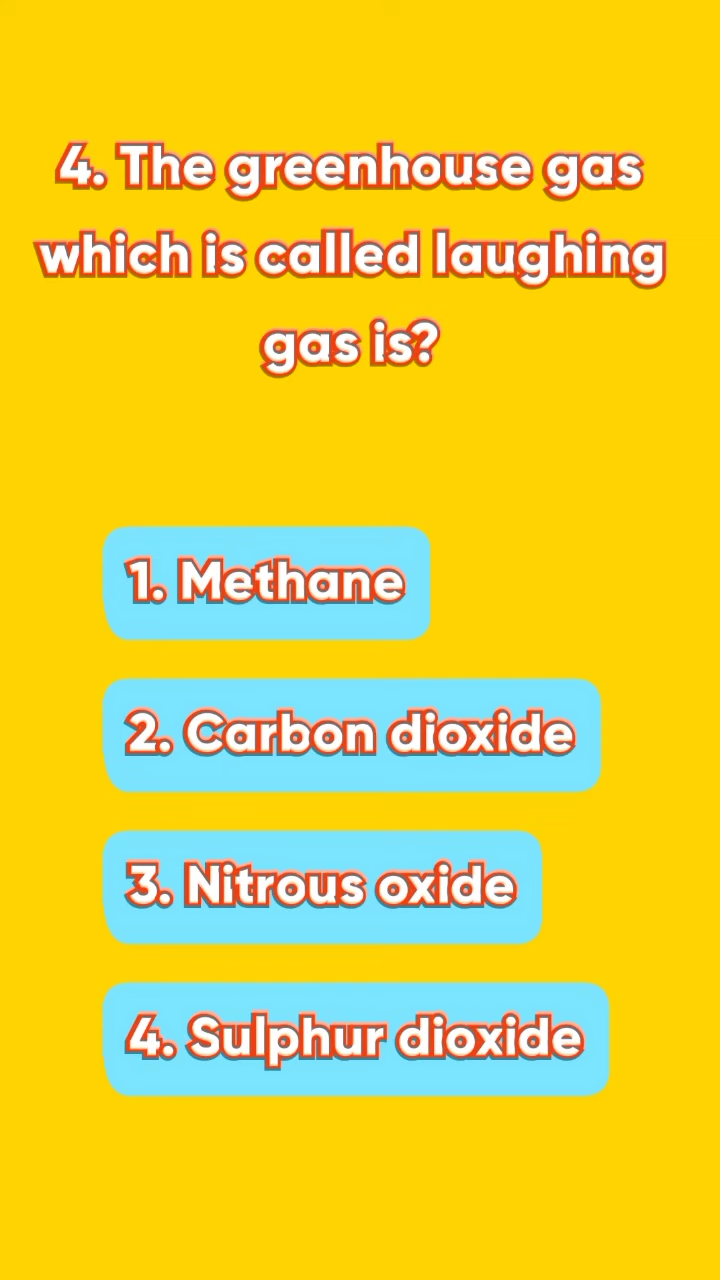 4. The greenhouse gas
which is called laughing
gas is?
1. Methane
2. Carbon dioxide
3. Nitrous oxide
4. Sulphur dioxide